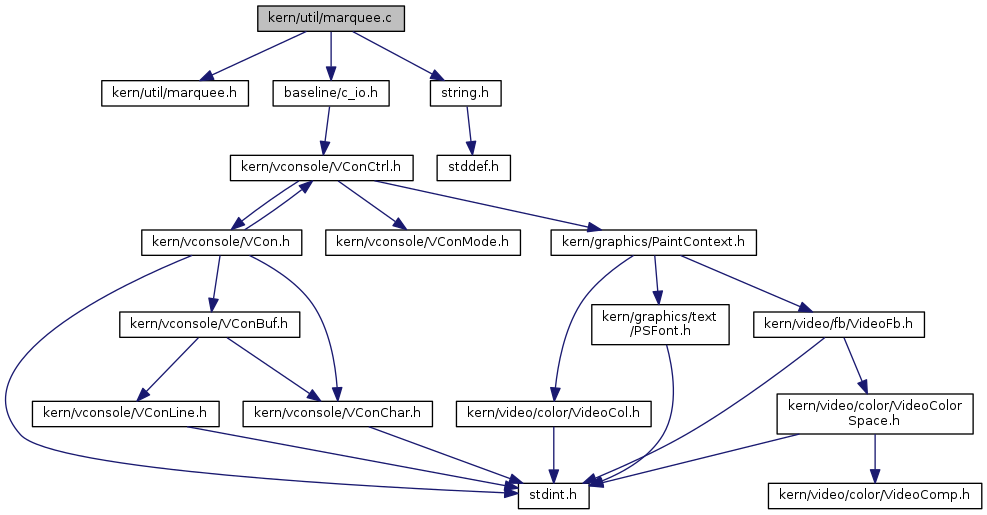 kern/util/marquee.c
kern/util/marquee.h
baseline/c_io.h
string.h
kern/vconsole/VConCtrl.h
stddef.h
kern/vconsole/VCon.h
kern/vconsole/VConMode.h
kern/graphics/PaintContext.h
kern/vconsole/VConBuf.h
kern/graphics/text
/PSFont.h
kern/video/fb/VideoFb.h
kern/vconsole/VConLine.h
kern/vconsole/VConChar.h
kern/video/color/VideoCol.h
kern/video/color/VideoColor
Space.h
stdint.h
kern/video/color/VideoComp.h